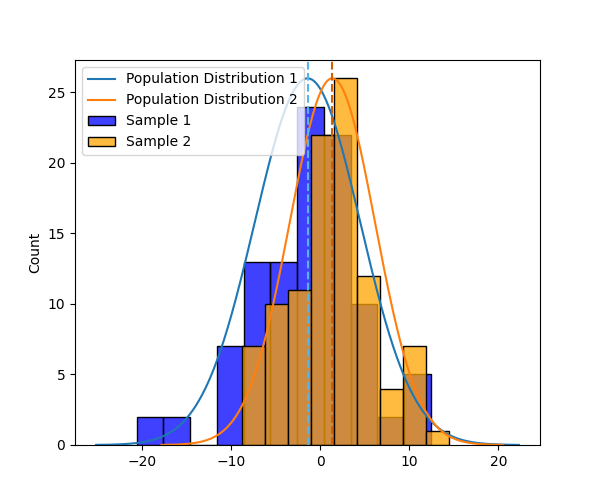 Population Distribution 1
Population Distribution 2
Sample 1
Sample 2
25
20
15
10
5
0
Count
−20
−10
0
10
20